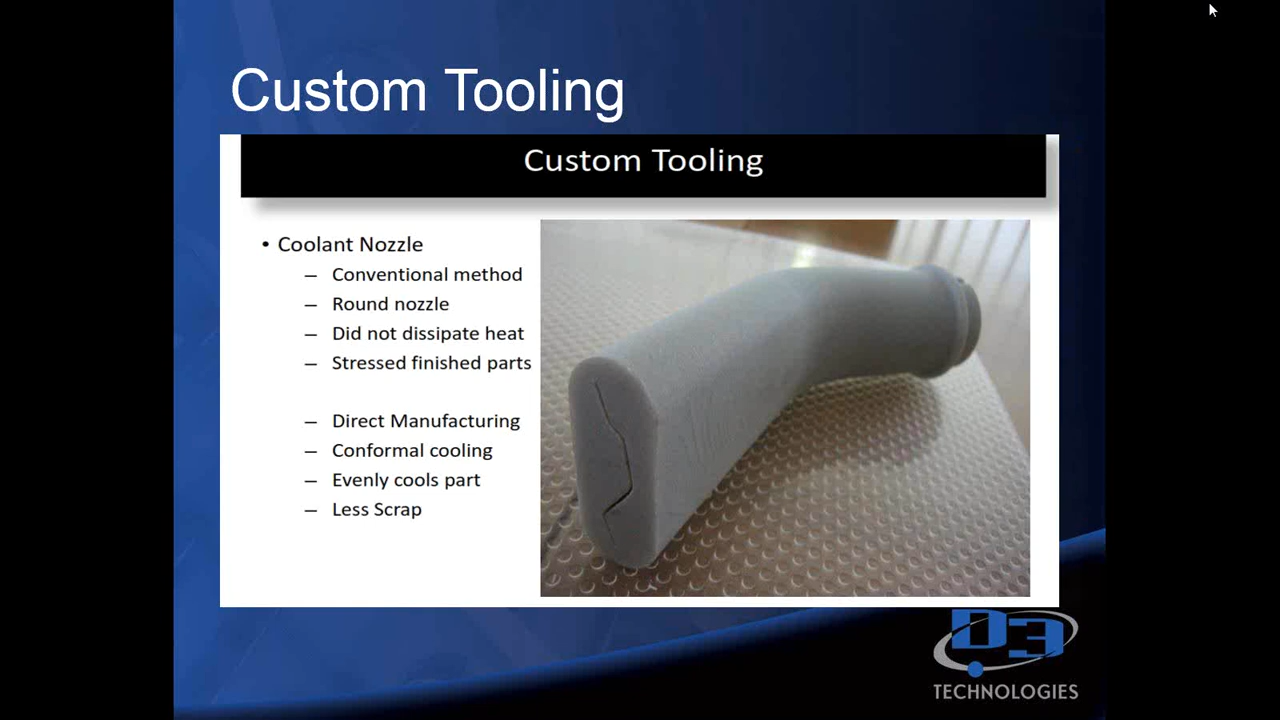 Custom Tooling
Custom Tooling
• Coolant Nozzle
– Conventional method
– Round nozzle
– Did not dissipate heat
– Stressed finished parts
– Direct Manufacturing
– Conformal cooling
– Evenly cools part
– Less Scrap
D3
TECHNOLOGIES